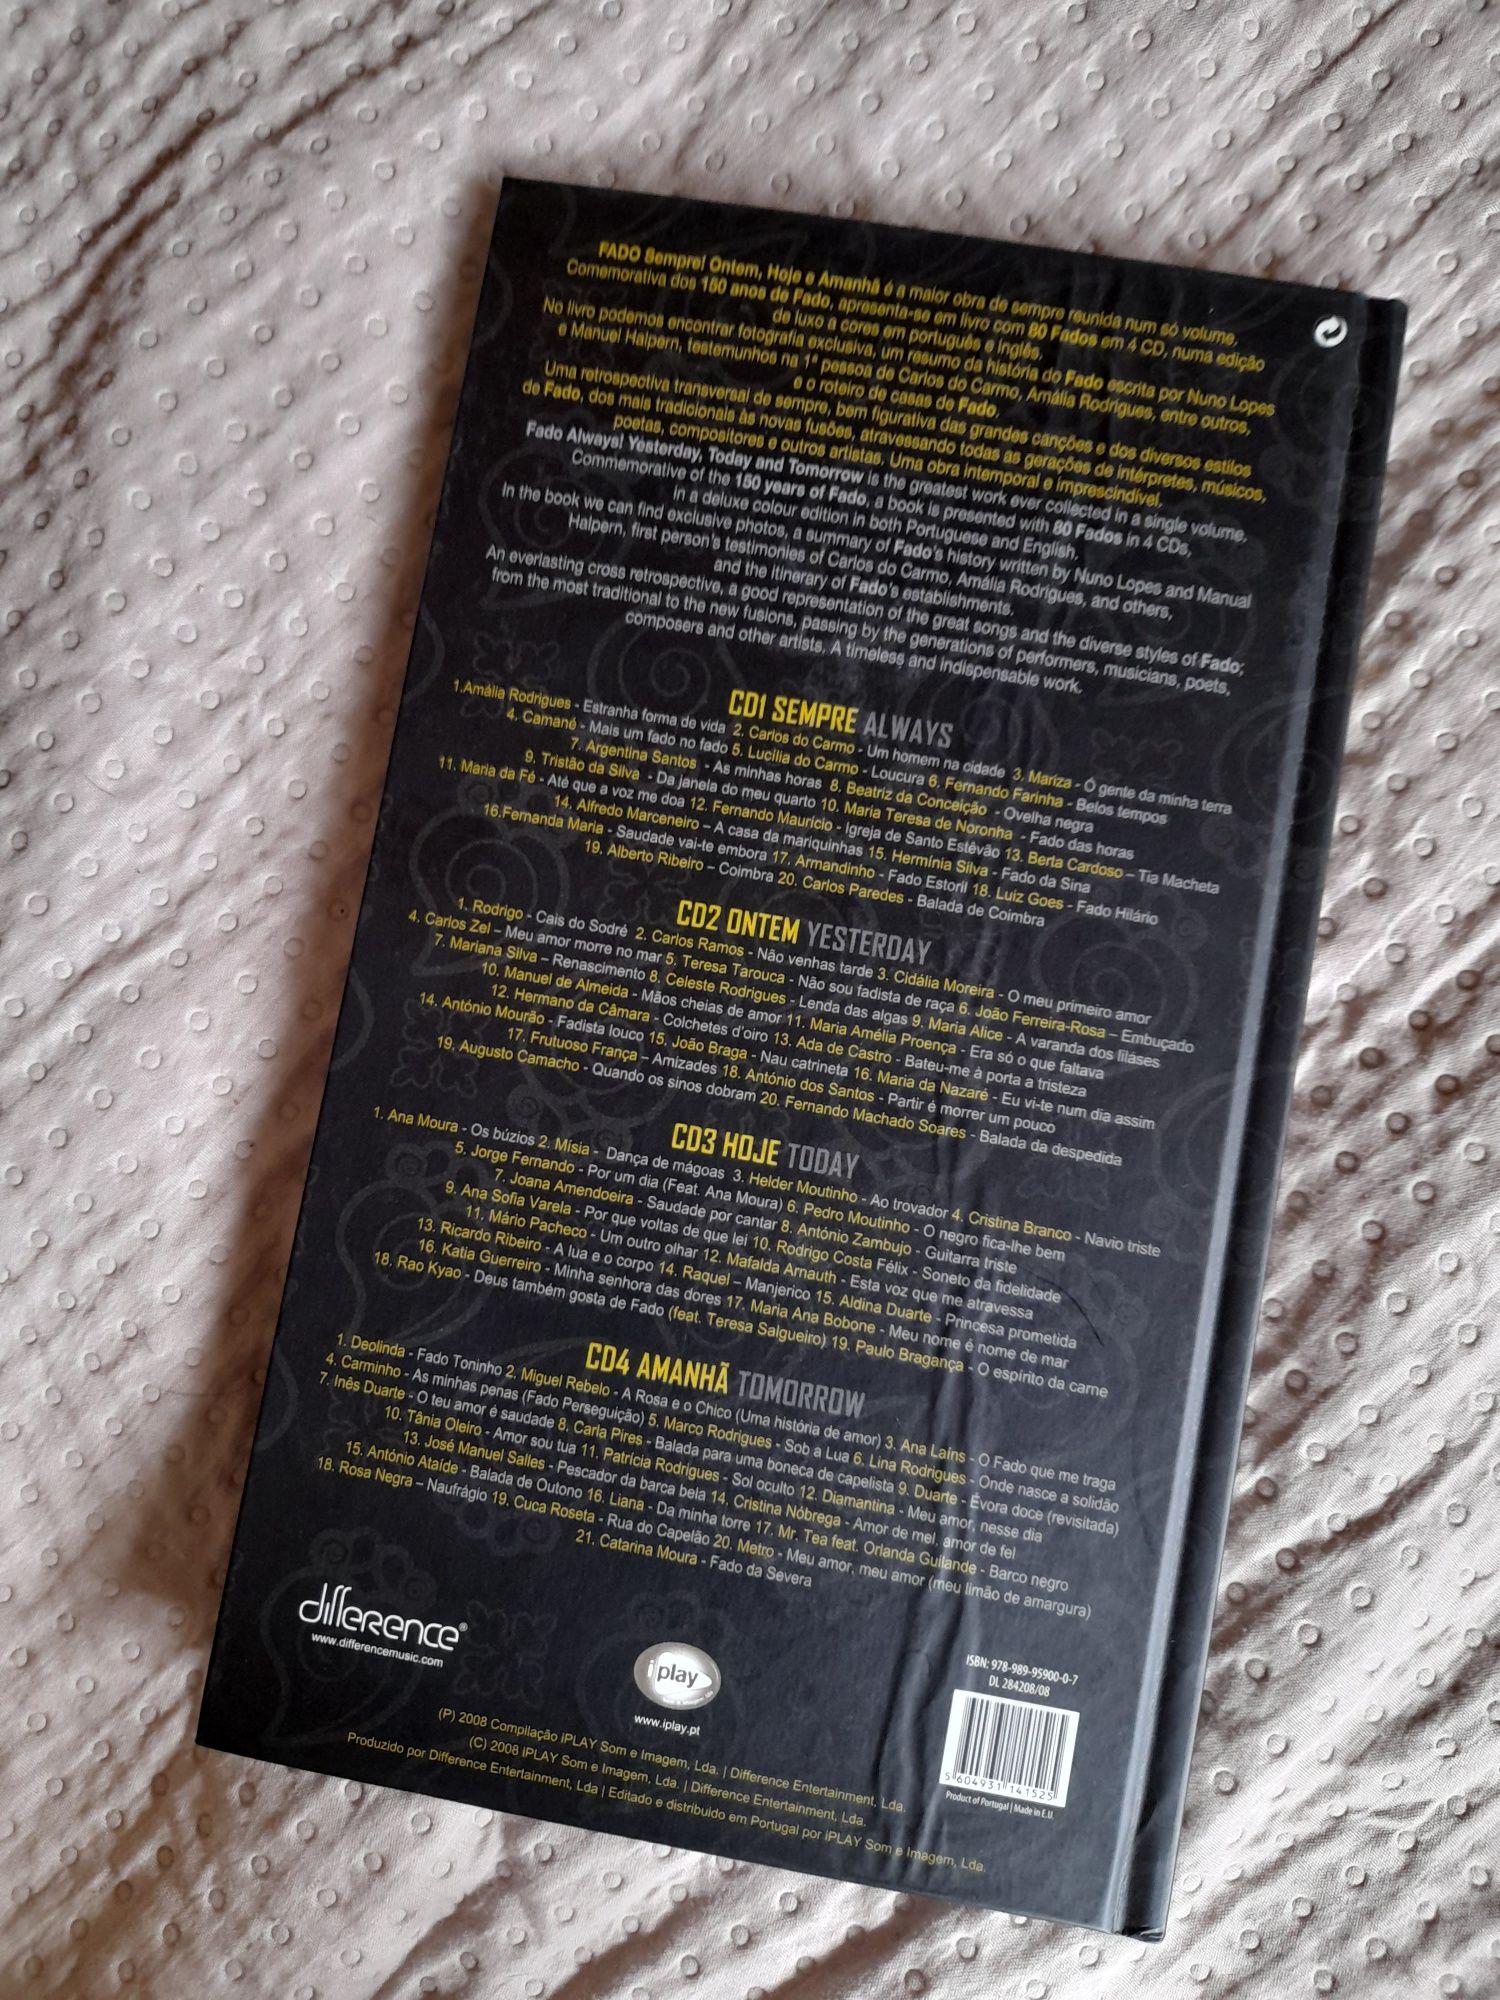 FADO Sempre! Ontem, Hoje e Amanhã é a maior obra de sempre reunida num só volume,
Comemorativa dos 150 anos de Fado, apresenta-se em livro com 80 Fados em 4 CD, numa edição
de luxo a cores em português e inglês.
No livro podemos encontrar fotografia exclusiva, um resumo da história do Fado escrita por Nuno Lopes
e Manuel Halpern, testemunhos na 1ª pessoa de Carlos do Carmo, Amália Rodrigues, entre outros,
e o roteiro de casas de Fado.
Uma retrospectiva transversal de sempre, bem figurativa das grandes canções e dos diversos estilos
de Fado, dos mais tradicionais às novas fusões, atravessando todas as gerações de intérpretes, músicos,
poetas, compositores e outros artistas. Uma obra intemporal e imprescindível.
Fado Always! Yesterday, Today and Tomorrow is the greatest work ever collected in a single volume.
Commemorative of the 150 years of Fado, a book is presented with 80 Fados in 4 CDs,
in a deluxe colour edition in both Portuguese and English.
In the book we can find exclusive photos, a summary of Fado's history written by Nuno Lopes and Manual
Halpern, first person's testimonies of Carlos do Carmo, Amália Rodrigues, and others,
and the itinerary of Fado's establishments.
An everlasting cross retrospective, a good representation of the great songs and the diverse styles of Fado;
from the most traditional to the new fusions, passing by the generations of performers, musicians, poets,
composers and other artists. A timeless and indispensable work.
CD1 SEMPRE ALWAYS
1.Amália Rodrigues - Estranha forma de vida 2. Carlos do Carmo - Um homem na cidade 3. Mariza - Ó gente da minha terra
4. Camané - Mais um fado no fado 5. Lucília do Carmo - Loucura 6. Fernando Farinha - Belos tempos
7. Argentina Santos - As minhas horas 8. Beatriz da Conceição - Ovelha negra
9. Tristão da Silva - Da janela do meu quarto 10. Maria Teresa de Noronha - Fado das horas
11. Maria da Fé - Até que a voz me doa 12. Fernando Maurício - Igreja de Santo Estêvão 13. Berta Cardoso – Tia Macheta
14. Alfredo Marceneiro – A casa da mariquinhas 15. Hermínia Silva - Fado da Sina
16.Fernanda Maria - Saudade vai-te embora 17. Armandinho - Fado Estoril 18. Luiz Goes - Fado Hilário
19. Alberto Ribeiro – Coimbra 20. Carlos Paredes - Balada de Coimbra
CD2 ONTEM YESTERDAY
1. Rodrigo - Cais do Sodré 2. Carlos Ramos - Não venhas tarde 3. Cidália Moreira - O meu primeiro amor
4. Carlos Zel – Meu amor morre no mar 5. Teresa Tarouca - Não sou fadista de raça 6. João Ferreira-Rosa – Embuçado
7. Mariana Silva – Renascimento 8. Celeste Rodrigues - Lenda das algas 9. Maria Alice - A varanda dos lilases
10. Manuel de Almeida - Mãos cheias de amor 11. Maria Amélia Proença - Era só o que faltava
12. Hermano da Câmara - Colchetes d'oiro 13. Ada de Castro - Bateu-me à porta a tristeza
14. António Mourão - Fadista louco 15. João Braga - Nau catrineta 16. Maria da Nazaré - Eu vi-te num dia assim
17. Frutuoso França – Amizades 18. António dos Santos - Partir é morrer um pouco
19. Augusto Camacho - Quando os sinos dobram 20. Fernando Machado Soares - Balada da despedida
CD3 HOJE TODAY
1. Ana Moura - Os búzios 2. Mísia - Dança de mágoas 3. Helder Moutinho - Ao trovador 4. Cristina Branco - Navio triste
5. Jorge Fernando - Por um dia (Feat. Ana Moura) 6. Pedro Moutinho - O negro fica-lhe bem
7. Joana Amendoeira - Saudade por cantar 8. António Zambujo - Guitarra triste
9. Ana Sofia Varela - Por que voltas de que lei 10. Rodrigo Costa Félix - Soneto da fidelidade
11. Mário Pacheco - Um outro olhar 12. Mafalda Arnauth - Esta voz que me atravessa
13. Ricardo Ribeiro - A lua e o corpo 14. Raquel – Manjerico 15. Aldina Duarte - Princesa prometida
16. Katia Guerreiro - Minha senhora das dores 17. Maria Ana Bobone - Meu nome é nome de mar
18. Rao Kyao - Deus também gosta de Fado (feat. Teresa Salgueiro) 19. Paulo Bragança - O espírito da carne
CD4 AMANHÃ TOMORROW
1. Deolinda - Fado Toninho 2. Miguel Rebelo - A Rosa e o Chico (Uma história de amor) 3. Ana Laíns - O Fado que me traga
4. Carminho - As minhas penas (Fado Perseguição) 5. Marco Rodrigues - Sob a Lua 6. Lina Rodrigues - Onde nasce a solidão
7. Inês Duarte - O teu amor é saudade 8. Carla Pires - Balada para uma boneca de capelista 9. Duarte - Évora doce (revisitada)
10. Tânia Oleiro - Amor sou tua 11. Patrícia Rodrigues - Sol oculto 12. Diamantina - Meu amor, nesse dia
13. José Manuel Salles - Pescador da barca bela 14. Cristina Nóbrega - Amor de mel, amor de fel
15. António Ataíde - Balada de Outono 16. Liana - Da minha torre 17. Mr. Tea feat. Orlanda Guilande - Barco negro
18. Rosa Negra – Naufrágio 19. Cuca Roseta - Rua do Capelão 20. Metro - Meu amor, meu amor (meu limão de amargura)
21. Catarina Moura - Fado da Severa
difference®
www.differencemusic.com
iplay
www.iplay.pt
ISBN: 978-989-95900-0-7
DL 284208/08
5 604931 141525
Product of Portugal | Made in E.U.
(P) 2008 Compilação iPLAY Som e Imagem, Lda. | Difference Entertainment, Lda.
(C) 2008 iPLAY Som e Imagem, Lda. | Difference Entertainment, Lda.
Produzido por Difference Entertainment, Lda | Editado e distribuído em Portugal por iPLAY Som e Imagem, Lda.